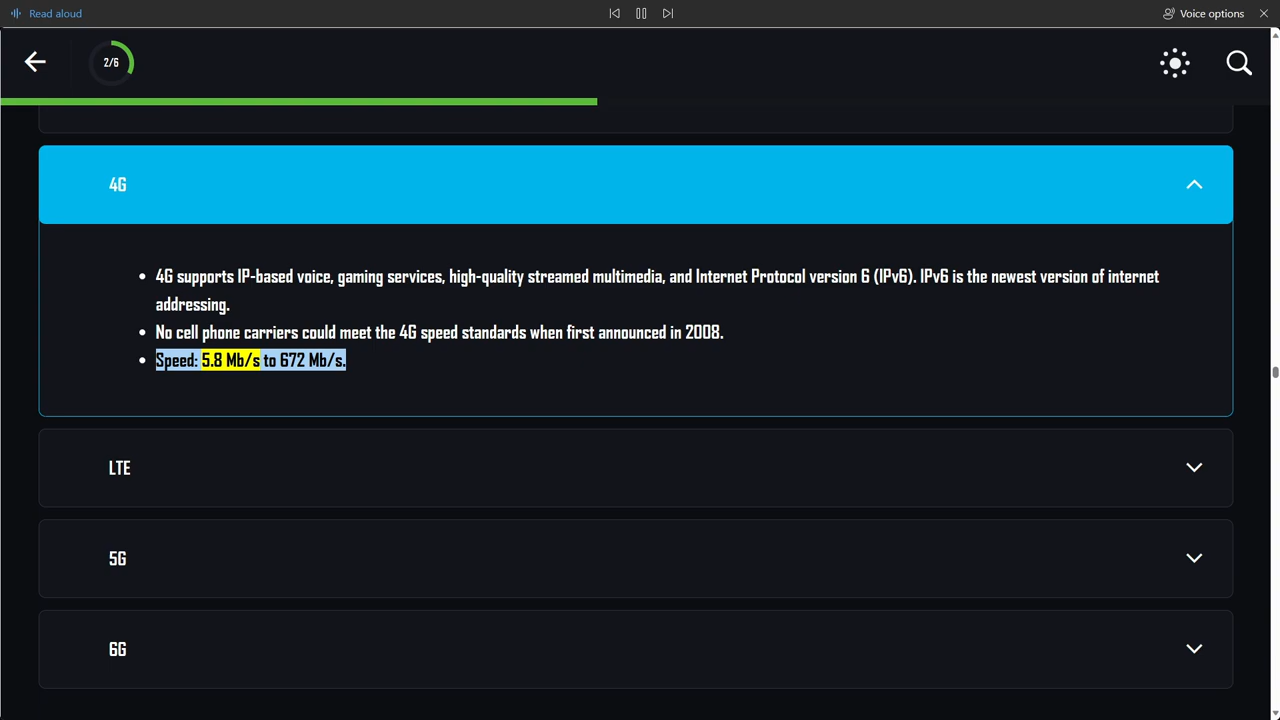 Read aloud
Voice options
2/6
4G
4G supports IP-based voice, gaming services, high-quality streamed multimedia, and Internet Protocol version 6 (IPv6). IPv6 is the newest version of internet
addressing.
No cell phone carriers could meet the 4G speed standards when first announced in 2008.
Speed: 5.8 Mb/s to 672 Mb/s.
LTE
5G
6G